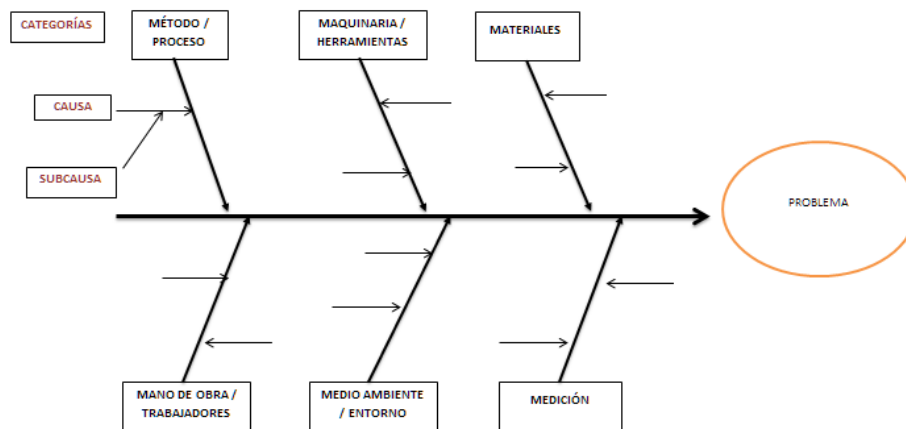 CATEGORÍAS
MÉTODO /
PROCESO
MAQUINARIA /
HERRAMIENTAS
MATERIALES
CAUSA
SUBCAUSA
PROBLEMA
MANO DE OBRA /
TRABAJADORES
MEDIO AMBIENTE
/ ENTORNO
MEDICIÓN